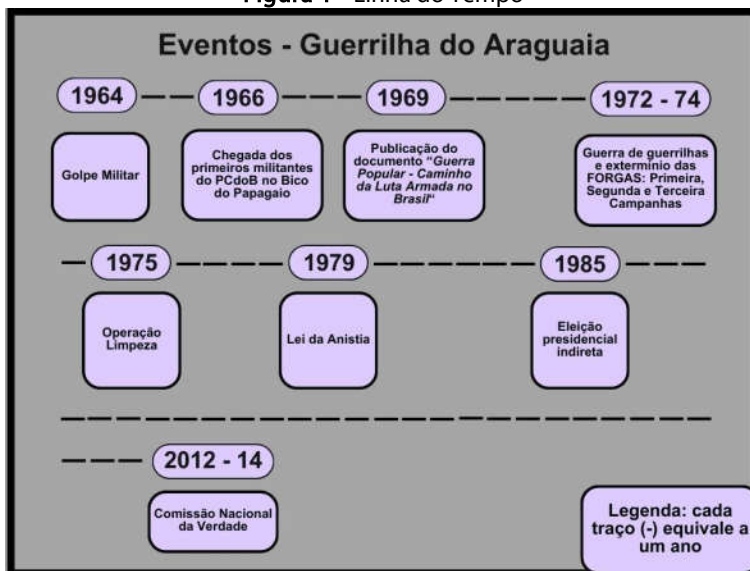 Figura 1 - Linha do Tempo
Eventos - Guerrilha do Araguaia
1964
1966
1969
1972 - 74
Golpe Militar
Chegada dos
primeiros militantes
do PCdoB no Bico
do Papagaio
Publicação do
documento “Guerra
Popular - Caminho
da Luta Armada no
Brasil“
Guerra de guerrilhas
e extermínio das
FORGAS: Primeira,
Segunda e Terceira
Campanhas
1975
1979
1985
Operação
Limpeza
Lei da Anistia
Eleição
presidencial
indireta
2012 - 14
Comissão Nacional
da Verdade
Legenda: cada
traço (-) equivale a
um ano